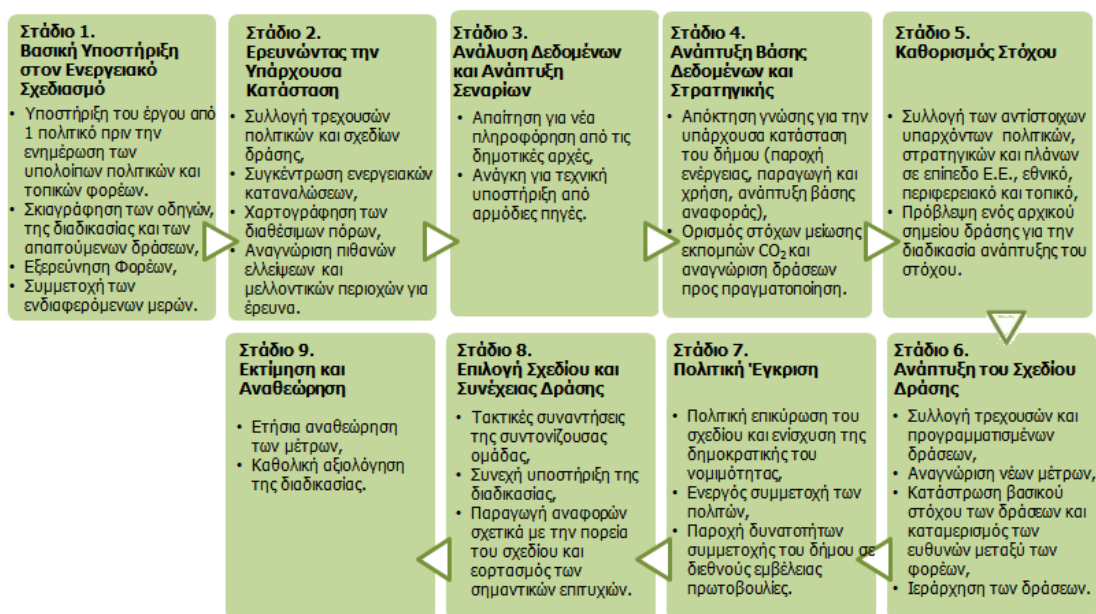 Στάδιο 1.
Βασική Υποστήριξη
στον Ενεργειακό
Σχεδιασμό
• Υποστήριξη του έργου από
1 πολιτικό πριν την
ενημέρωση των
υπολοίπων πολιτικών και
τοπικών φορέων.
• Σκιαγράφηση των οδηγών,
της διαδικασίας και των
απαιτούμενων δράσεων,
• Εξερεύνηση Φορέων,
• Συμμετοχή των
ενδιαφερόμενων μερών.
Στάδιο 2.
Ερευνώντας την
Υπάρχουσα
Κατάσταση
• Συλλογή τρεχουσών
πολιτικών και σχεδίων
δράσης,
• Συγκέντρωση ενεργειακών
καταναλώσεων,
• Χαρτογράφηση των
διαθέσιμων πόρων,
• Αναγνώριση πιθανών
ελλείψεων και
μελλοντικών περιοχών για
έρευνα.
Στάδιο 3.
Ανάλυση Δεδομένων
και Ανάπτυξη
Σεναρίων
• Απαίτηση για νέα
πληροφόρηση από τις
δημοτικές αρχές,
• Ανάγκη για τεχνική
υποστήριξη από
αρμόδιες πηγές.
Στάδιο 4.
Ανάπτυξη Βάσης
Δεδομένων και
Στρατηγικής
• Απόκτηση γνώσης για την
υπάρχουσα κατάσταση
του δήμου (παροχή
ενέργειας, παραγωγή και
χρήση, ανάπτυξη βάσης
αναφοράς),
• Ορισμός στόχων μείωσης
εκπομπών CO₂ και
αναγνώριση δράσεων
προς πραγματοποίηση.
Στάδιο 5.
Καθορισμός Στόχου
• Συλλογή των αντίστοιχων
υπαρχόντων πολιτικών,
στρατηγικών και πλάνων
σε επίπεδο Ε.Ε., εθνικό,
περιφερειακό και τοπικό,
• Πρόβλεψη ενός αρχικού
σημείου δράσης για την
διαδικασία ανάπτυξης του
στόχου.
Στάδιο 6.
Ανάπτυξη του Σχεδίου
Δράσης
• Συλλογή τρεχουσών και
προγραμματισμένων
δράσεων,
• Αναγνώριση νέων μέτρων,
• Κατάστρωση βασικού
στόχου των δράσεων και
καταμερισμός των
ευθυνών μεταξύ των
φορέων,
• Ιεράρχηση των δράσεων.
Στάδιο 7.
Πολιτική Έγκριση
• Πολιτική επικύρωση του
σχεδίου και ενίσχυση της
δημοκρατικής του
νομιμότητας,
• Ενεργός συμμετοχή των
πολιτών,
• Παροχή δυνατοτήτων
συμμετοχής του δήμου σε
διεθνούς εμβέλειας
πρωτοβουλίες.
Στάδιο 8.
Επιλογή Σχεδίου και
Συνέχειας Δράσης
• Τακτικές συναντήσεις
της συντονίζουσας
ομάδας,
• Συνεχή υποστήριξη της
διαδικασίας,
• Παραγωγή αναφορών
σχετικά με την πορεία
του σχεδίου και
εορτασμός των
σημαντικών επιτυχιών.
Στάδιο 9.
Εκτίμηση και
Αναθεώρηση
• Ετήσια αναθεώρηση
των μέτρων,
• Καθολική αξιολόγηση
της διαδικασίας.